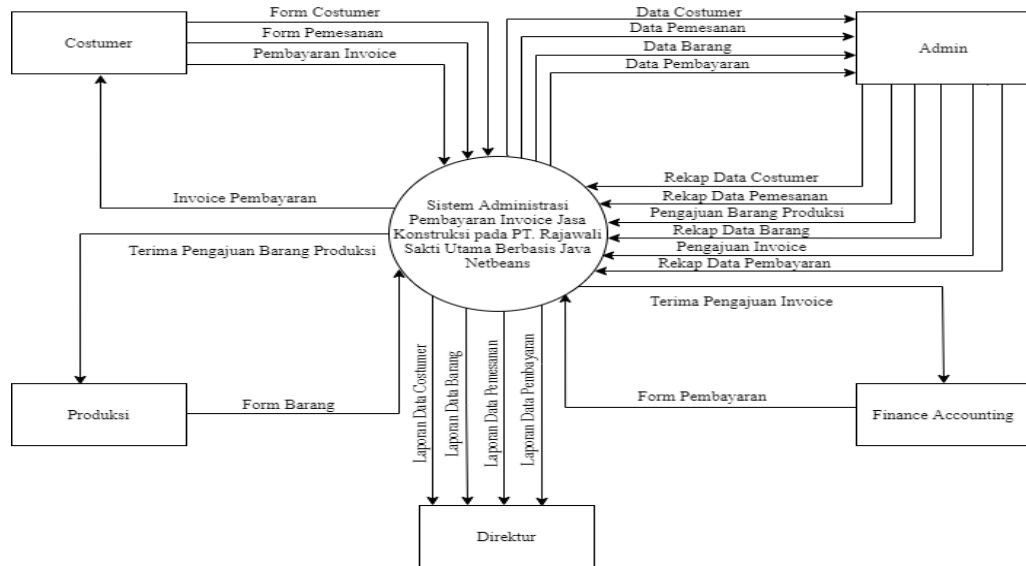 Form Costumer
Form Pemesanan
Pembayaran Invoice
Costumer
Data Costumer
Data Pemesanan
Data Barang
Data Pembayaran
Admin
Invoice Pembayaran
Terima Pengajuan Barang Produksi
Sistem Administrasi
Pembayaran Invoice Jasa
Konstruksi pada PT. Rajawali
Sakti Utama Berbasis Java
Netbeans
Rekap Data Costumer
Rekap Data Pemesanan
Pengajuan Barang Produksi
Rekap Data Barang
Pengajuan Invoice
Rekap Data Pembayaran
Terima Pengajuan Invoice
Produksi
Form Barang
Laporan Data Costumer
Laporan Data Barang
Laporan Data Pemesanan
Laporan Data Pembayaran
Form Pembayaran
Finance Accounting
Direktur